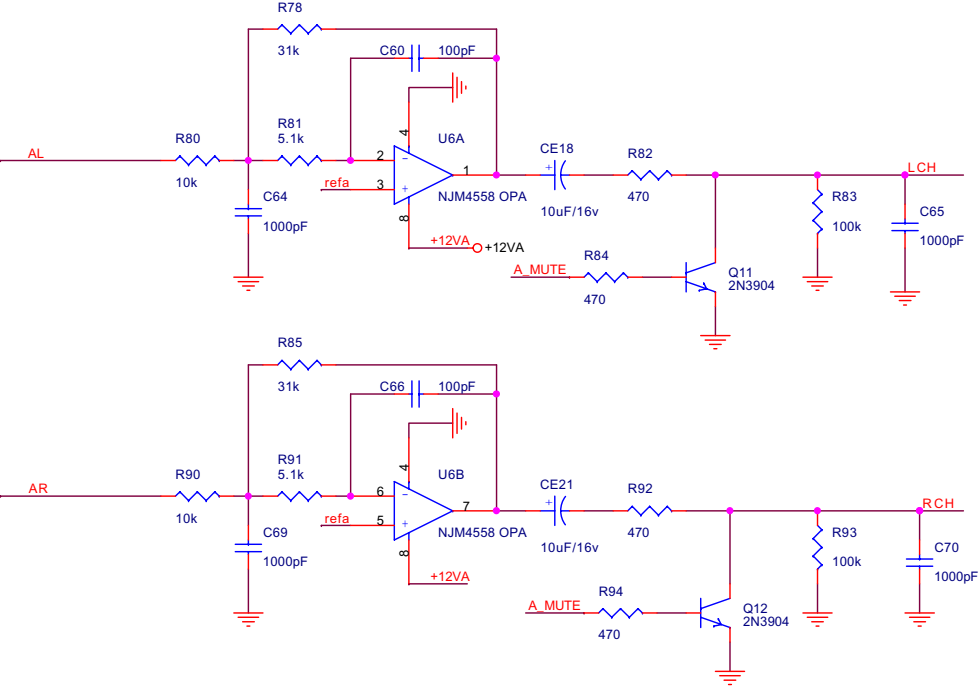 R78
31k
C60 100pF
4
U6A
R80
R81
5.1k
AL
10k
2
refa
3
1
NJM4558 OPA
8
+12VA
+12VA
C64
1000pF
CE18
+
10uF/16v
R82
470
LCH
R83
100k
C65
1000pF
R84
A_MUTE
470
Q11
2N3904
R85
31k
C66 100pF
4
U6B
R90
R91
5.1k
AR
10k
6
refa
5
7
NJM4558 OPA
8
+12VA
C69
1000pF
CE21
+
10uF/16v
R92
470
RCH
R93
100k
C70
1000pF
R94
A_MUTE
470
Q12
2N3904